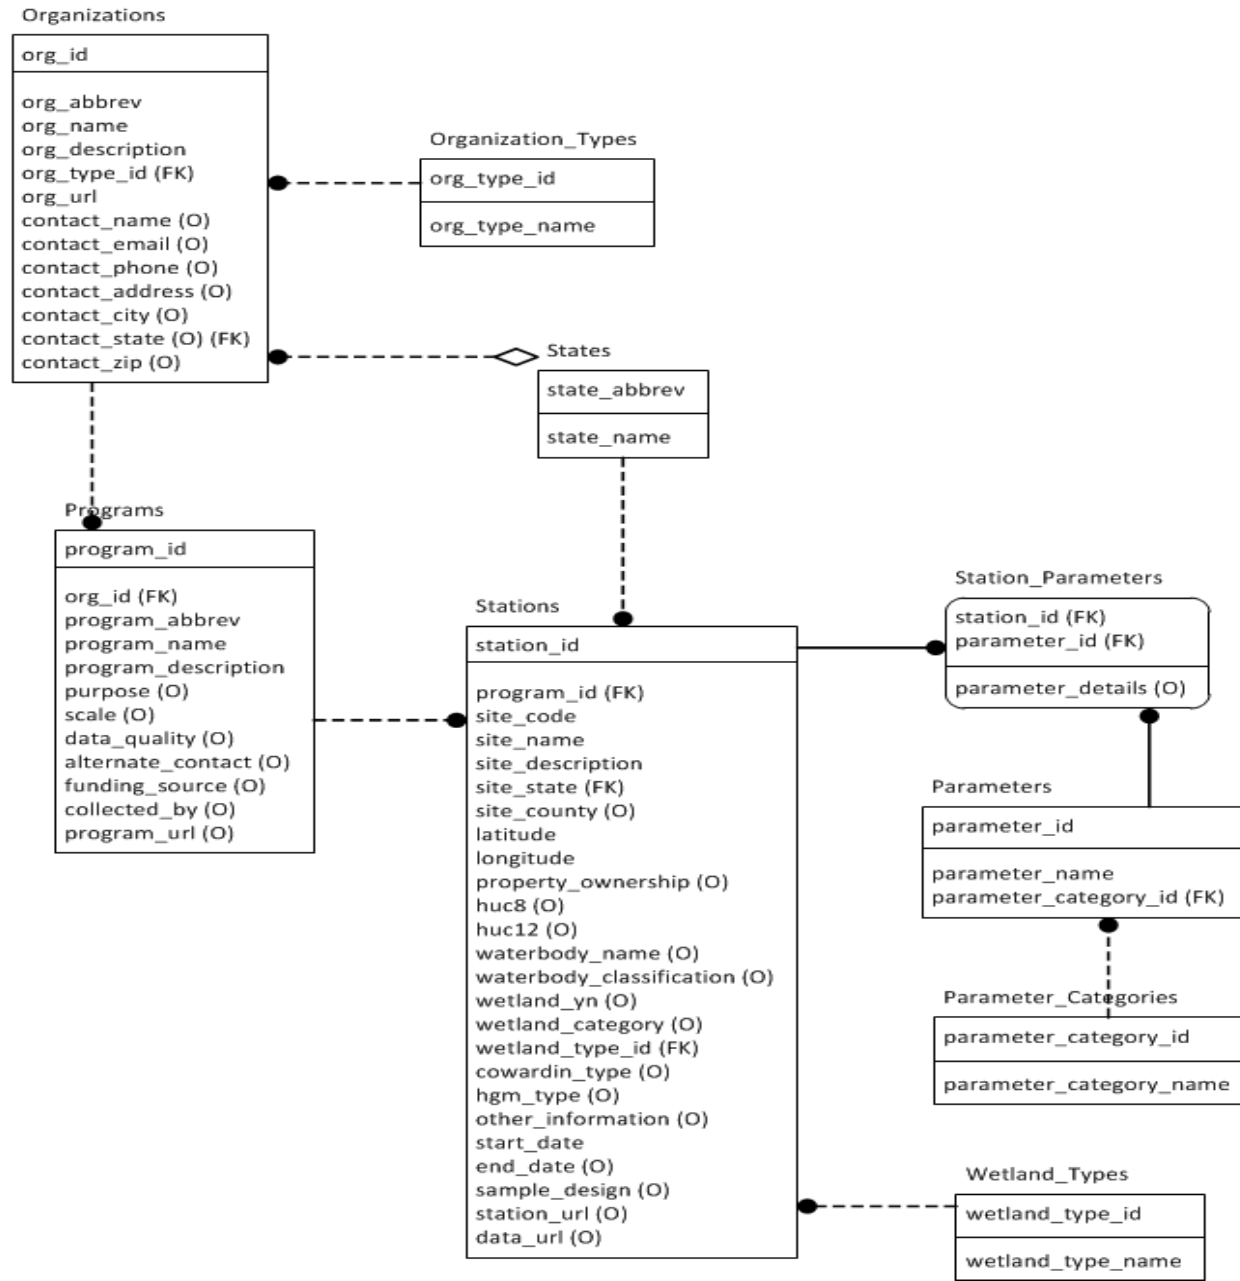 Organizations
org_id
org_abbrev
org_name
org_description
org_type_id (FK)
org_url
contact_name (O)
contact_email (O)
contact_phone (O)
contact_address (O)
contact_city (O)
contact_state (O) (FK)
contact_zip (O)
Organization_Types
org_type_id
org_type_name
States
state_abbrev
state_name
Programs
program_id
org_id (FK)
program_abbrev
program_name
program_description
purpose (O)
scale (O)
data_quality (O)
alternate_contact (O)
funding_source (O)
collected_by (O)
program_url (O)
Stations
station_id
program_id (FK)
site_code
site_name
site_description
site_state (FK)
site_county (O)
latitude
longitude
property_ownership (O)
huc8 (O)
huc12 (O)
waterbody_name (O)
waterbody_classification (O)
wetland_yn (O)
wetland_category (O)
wetland_type_id (FK)
cowardin_type (O)
hgm_type (O)
other_information (O)
start_date
end_date (O)
sample_design (O)
station_url (O)
data_url (O)
Station_Parameters
station_id (FK)
parameter_id (FK)
parameter_details (O)
Parameters
parameter_id
parameter_name
parameter_category_id (FK)
Parameter_Categories
parameter_category_id
parameter_category_name
Wetland_Types
wetland_type_id
wetland_type_name